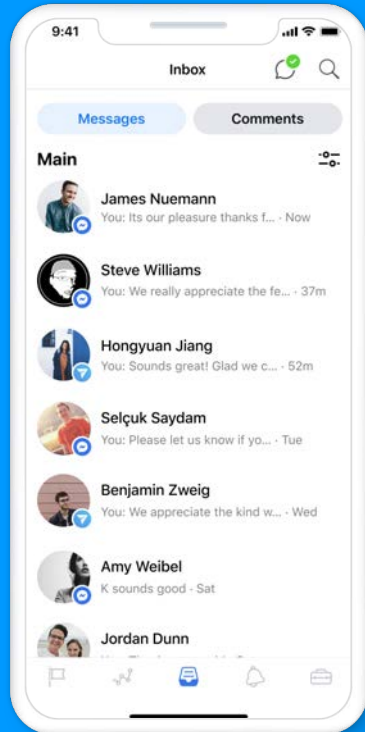 9:41
Inbox
Messages
Comments
Main
James Nuemann
You: Its our pleasure thanks f... · Now
Steve Williams
You: We really appreciate the fe... · 37m
Hongyuan Jiang
You: Sounds great! Glad we c... · 52m
Selçuk Saydam
You: Please let us know if yo... · Tue
Benjamin Zweig
You: We appreciate the kind w... · Wed
Amy Weibel
K sounds good · Sat
Jordan Dunn